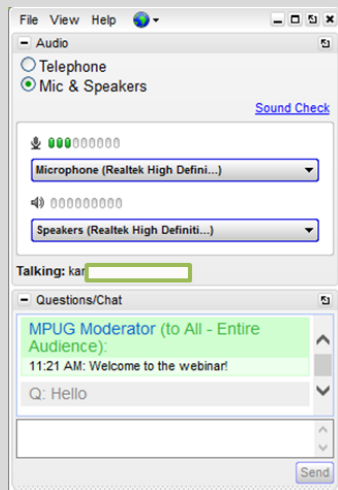 File View Help
Audio
Telephone
Mic & Speakers
Sound Check
Microphone (Realtek High Defini...)
Speakers (Realtek High Definiti...)
Talking: kar
Questions/Chat
MPUG Moderator (to All - Entire
Audience):
11:21 AM: Welcome to the webinar!
Q: Hello
Send